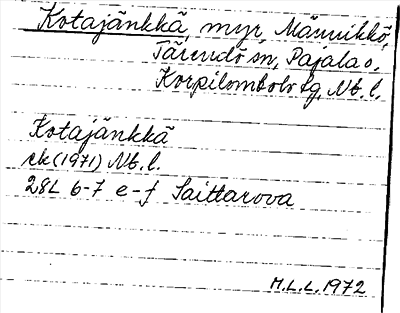 Kotajänkkä, myr, Männikkö,
Tärendö sn, Pajala o.
Korpilombolo tg, Nb. l.
Kotajänkkä
ek (1971) Nb. l.
28L 6-7 e-f Saittarova
M.L.L. 1972